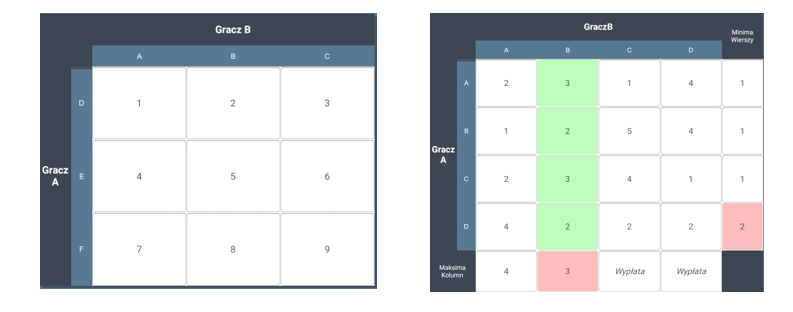 Gracz B
A B C
D 1 2 3
Gracz
A
E 4 5 6
F 7 8 9
GraczB
Minima
Wierszy
A B C D
A 2 3 1 4 1
B 1 2 5 4 1
Gracz
A
C 2 3 4 1 1
D 4 2 2 2 2
Maksima
Kolumn
4 3 Wypłata Wypłata